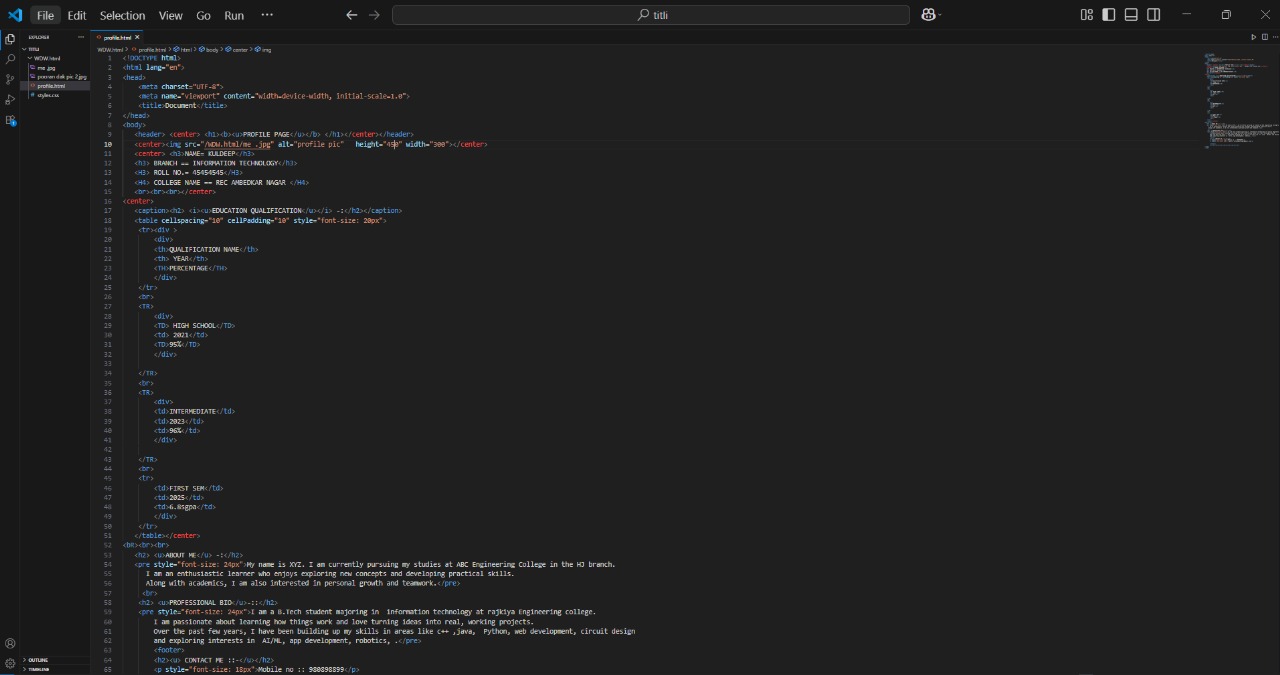 File Edit Selection View Go Run ··· titli
EXPLORER ···
TITLI
WDW.html
me .jpg
pooran dak pic 2.jpg
profile.html
styles.css
OUTLINE
TIMELINE
profile.html
WDW.html > profile.html > html > body > center > img
1 <!DOCTYPE html>
2 <html lang="en">
3 <head>
4 <meta charset="UTF-8">
5 <meta name="viewport" content="width=device-width, initial-scale=1.0">
6 <title>Document</title>
7 </head>
8 <body>
9 <header> <center> <h1><b><u>PROFILE PAGE</u></b> </h1></center></header>
10 <center><img src="/WDW.html/me .jpg" alt="profile pic" height="450" width="300"></center>
11 <center> <h3>NAME= KULDEEP</h3>
12 <h3> BRANCH == INFORMATION TECHNOLOGY</h3>
13 <H3> ROLL NO.= 45454545</H3>
14 <H4> COLLEGE NAME == REC AMBEDKAR NAGAR </H4>
15 <br><br><br></center>
16 <center>
17 <caption><h2> <i><u>EDUCATION QUALIFICATION</u></i> -:</h2></caption>
18 <table cellspacing="10" cellPadding="10" style="font-size: 20px">
19 <tr><div >
20 <div>
21 <th>QUALIFICATION NAME</th>
22 <th> YEAR</th>
23 <TH>PERCENTAGE</TH>
24 </div>
25 </tr>
26 <br>
27 <TR>
28 <div>
29 <TD> HIGH SCHOOL</TD>
30 <td> 2021</td>
31 <TD>95%</TD>
32 </div>
33
34 </TR>
35 <br>
36 <TR>
37 <div>
38 <td>INTERMEDIATE</td>
39 <td>2023</td>
40 <td>96%</td>
41 </div>
42
43 </TR>
44 <br>
45 <tr>
46 <td>FIRST SEM</td>
47 <td>2025</td>
48 <td>6.8sgpa</td>
49 </div>
50 </tr>
51 </table></center>
52 <bR><br><br>
53 <h2> <u>ABOUT ME</u> -:</h2>
54 <pre style="font-size: 24px">My name is XYZ. I am currently pursuing my studies at ABC Engineering College in the HJ branch.
55 I am an enthusiastic learner who enjoys exploring new concepts and developing practical skills.
56 Along with academics, I am also interested in personal growth and teamwork.</pre>
57 <br>
58 <h2> <u>PROFESSIONAL BIO</u>-::</h2>
59 <pre style="font-size: 24px">I am a B.Tech student majoring in information technology at rajkiya Engineering college.
60 I am passionate about learning how things work and love turning ideas into real, working projects.
61 Over the past few years, I have been building up my skills in areas like c++ ,java, Python, web development, circuit design
62 and exploring interests in AI/ML, app development, robotics, .</pre>
63 <footer>
64 <h2><u> CONTACT ME ::-</u></h2>
65 <p style="font-size: 18px">Mobile no :: 980898899</p>